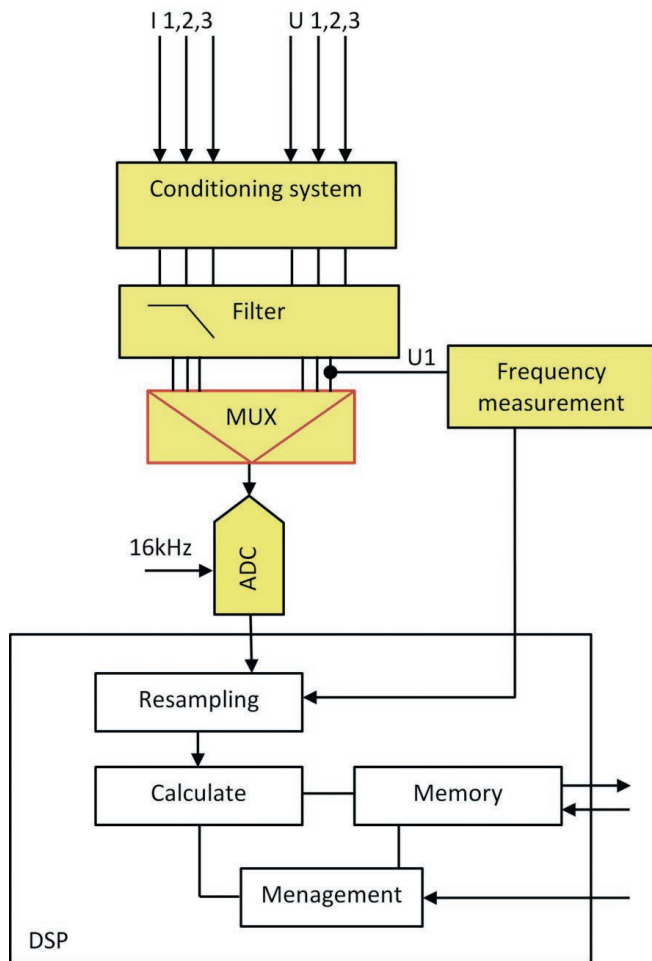 I 1,2,3
U 1,2,3
Conditioning system
Filter
U1
Frequency
measurement
MUX
16kHz
ADC
Resampling
Calculate
Memory
Menagement
DSP